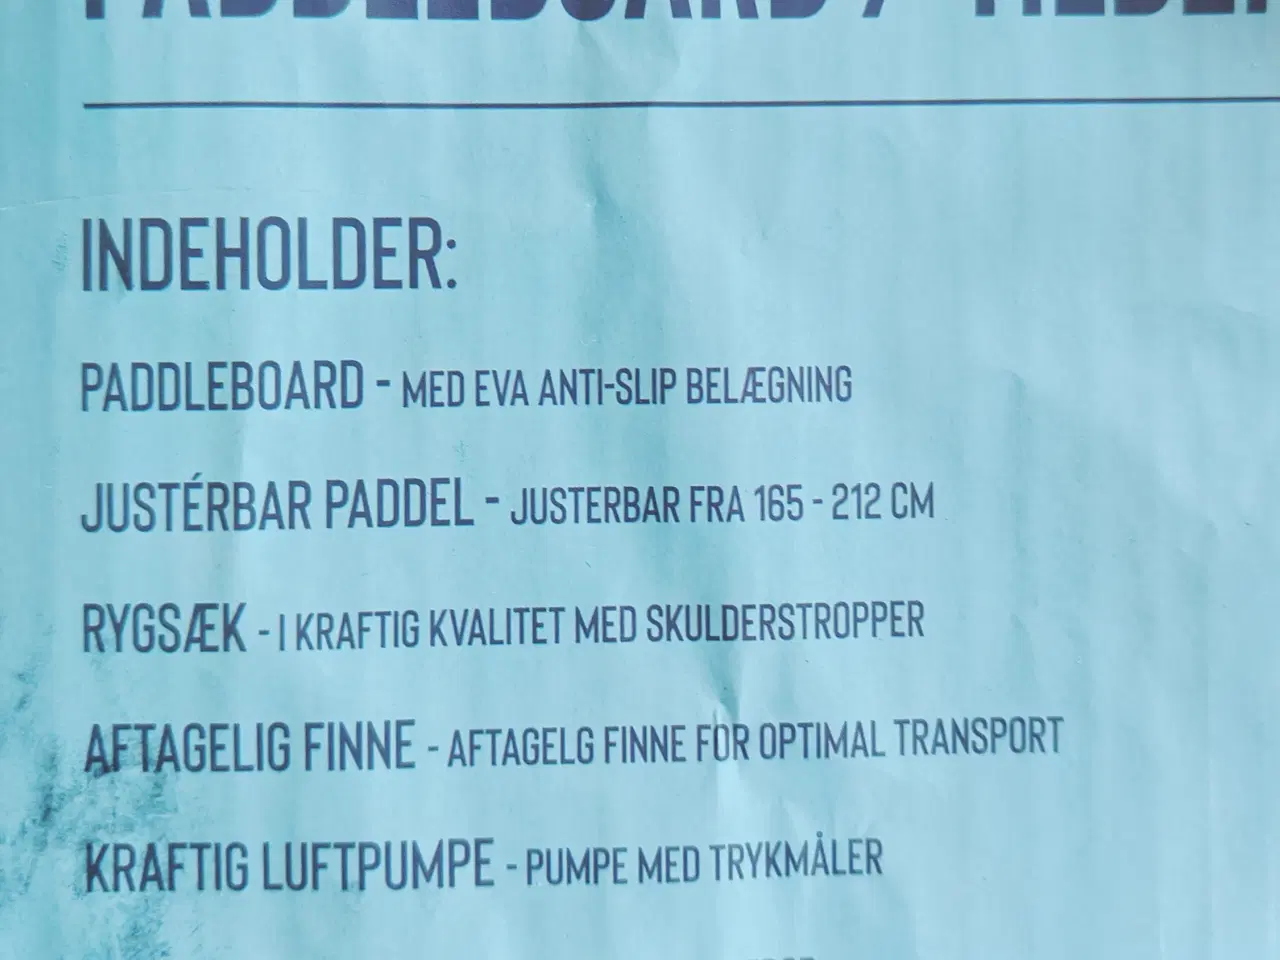 PADDLEBOARD /
INDEHOLDER:
PADDLEBOARD - MED EVA ANTI-SLIP BELÆGNING
JUSTÉRBAR PADDEL - JUSTERBAR FRA 165 - 212 CM
RYGSÆK - I KRAFTIG KVALITET MED SKULDERSTROPPER
AFTAGELIG FINNE - AFTAGELG FINNE FOR OPTIMAL TRANSPORT
KRAFTIG LUFTPUMPE - PUMPE MED TRYKMÅLER